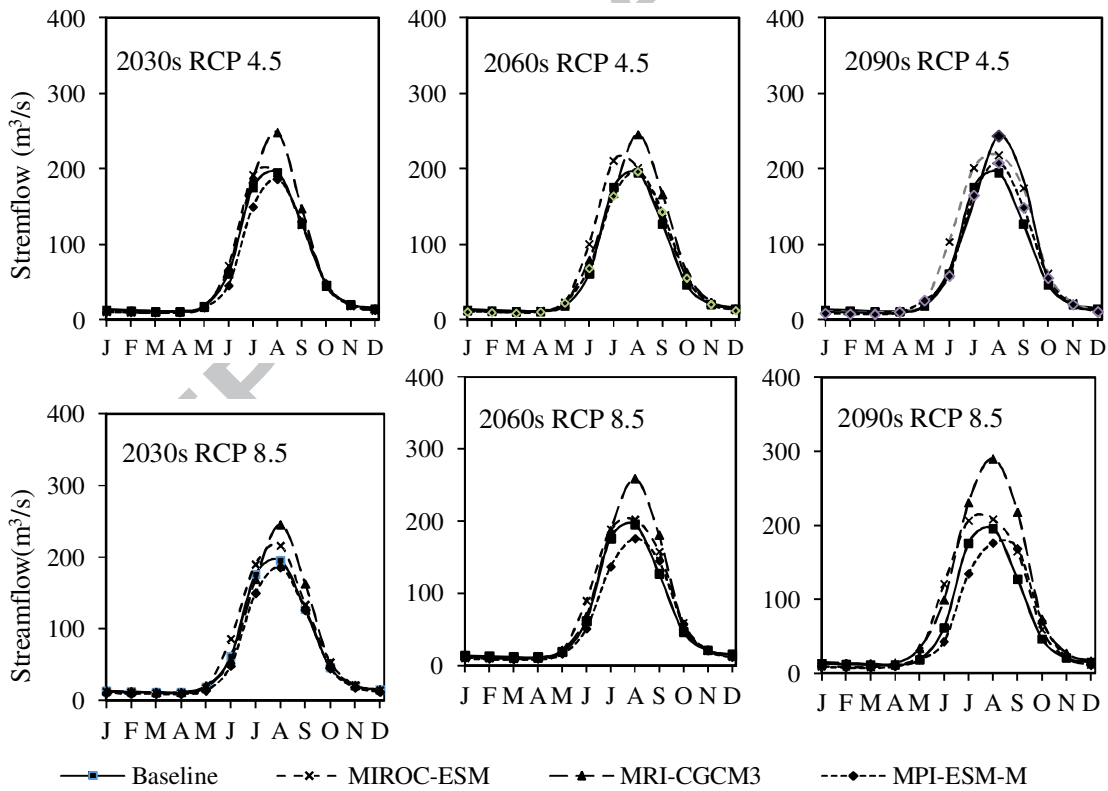 400
300
200
100
0
Stremflow (m³/s)
2030s RCP 4.5
J F M A M J J A S O N D
400
300
200
100
0
2060s RCP 4.5
J F M A M J J A S O N D
400
300
200
100
0
2090s RCP 4.5
J F M A M J J A S O N D
400
300
200
100
0
Streamflow(m³/s)
2030s RCP 8.5
J F M A M J J A S O N D
400
300
200
100
0
2060s RCP 8.5
J F M A M J J A S O N D
400
300
200
100
0
2090s RCP 8.5
J F M A M J J A S O N D
Baseline
MIROC-ESM
MRI-CGCM3
MPI-ESM-M